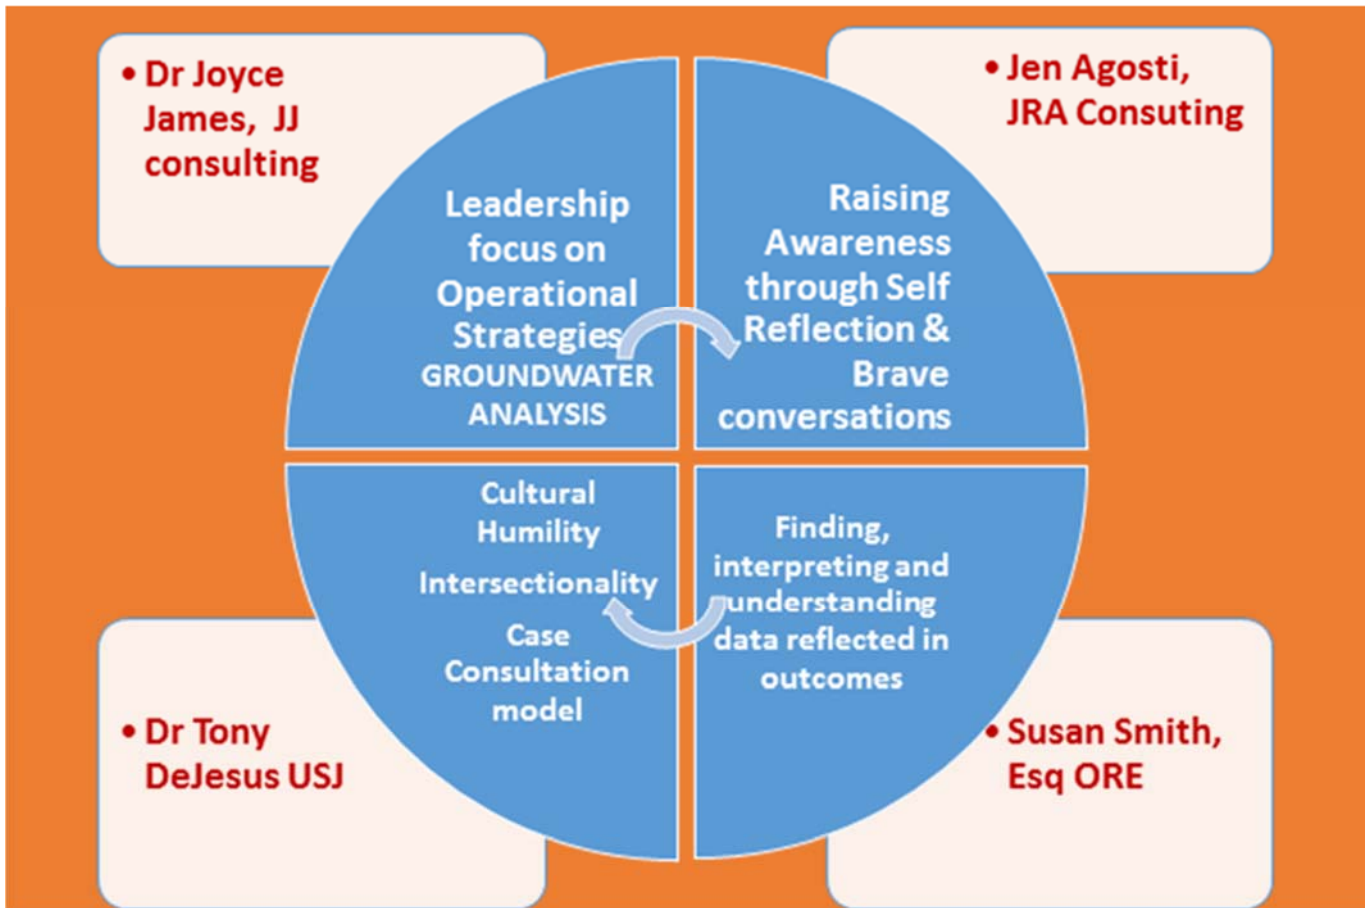 • Dr Joyce
James, JJ
consulting
• Jen Agosti,
JRA Consuting
Leadership
focus on
Operational
Strategies
GROUNDWATER
ANALYSIS
Raising
Awareness
through Self
Reflection &
Brave
conversations
Cultural
Humility
Intersectionality
Case
Consultation
model
Finding,
interpreting and
understanding
data reflected in
outcomes
• Dr Tony
DeJesus USJ
• Susan Smith,
Esq ORE